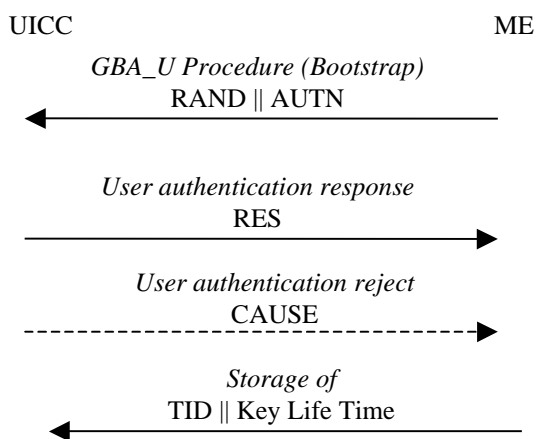 UICC ME
GBA_U Procedure (Bootstrap)
RAND || AUTN
User authentication response
RES
User authentication reject
CAUSE
Storage of
TID || Key Life Time